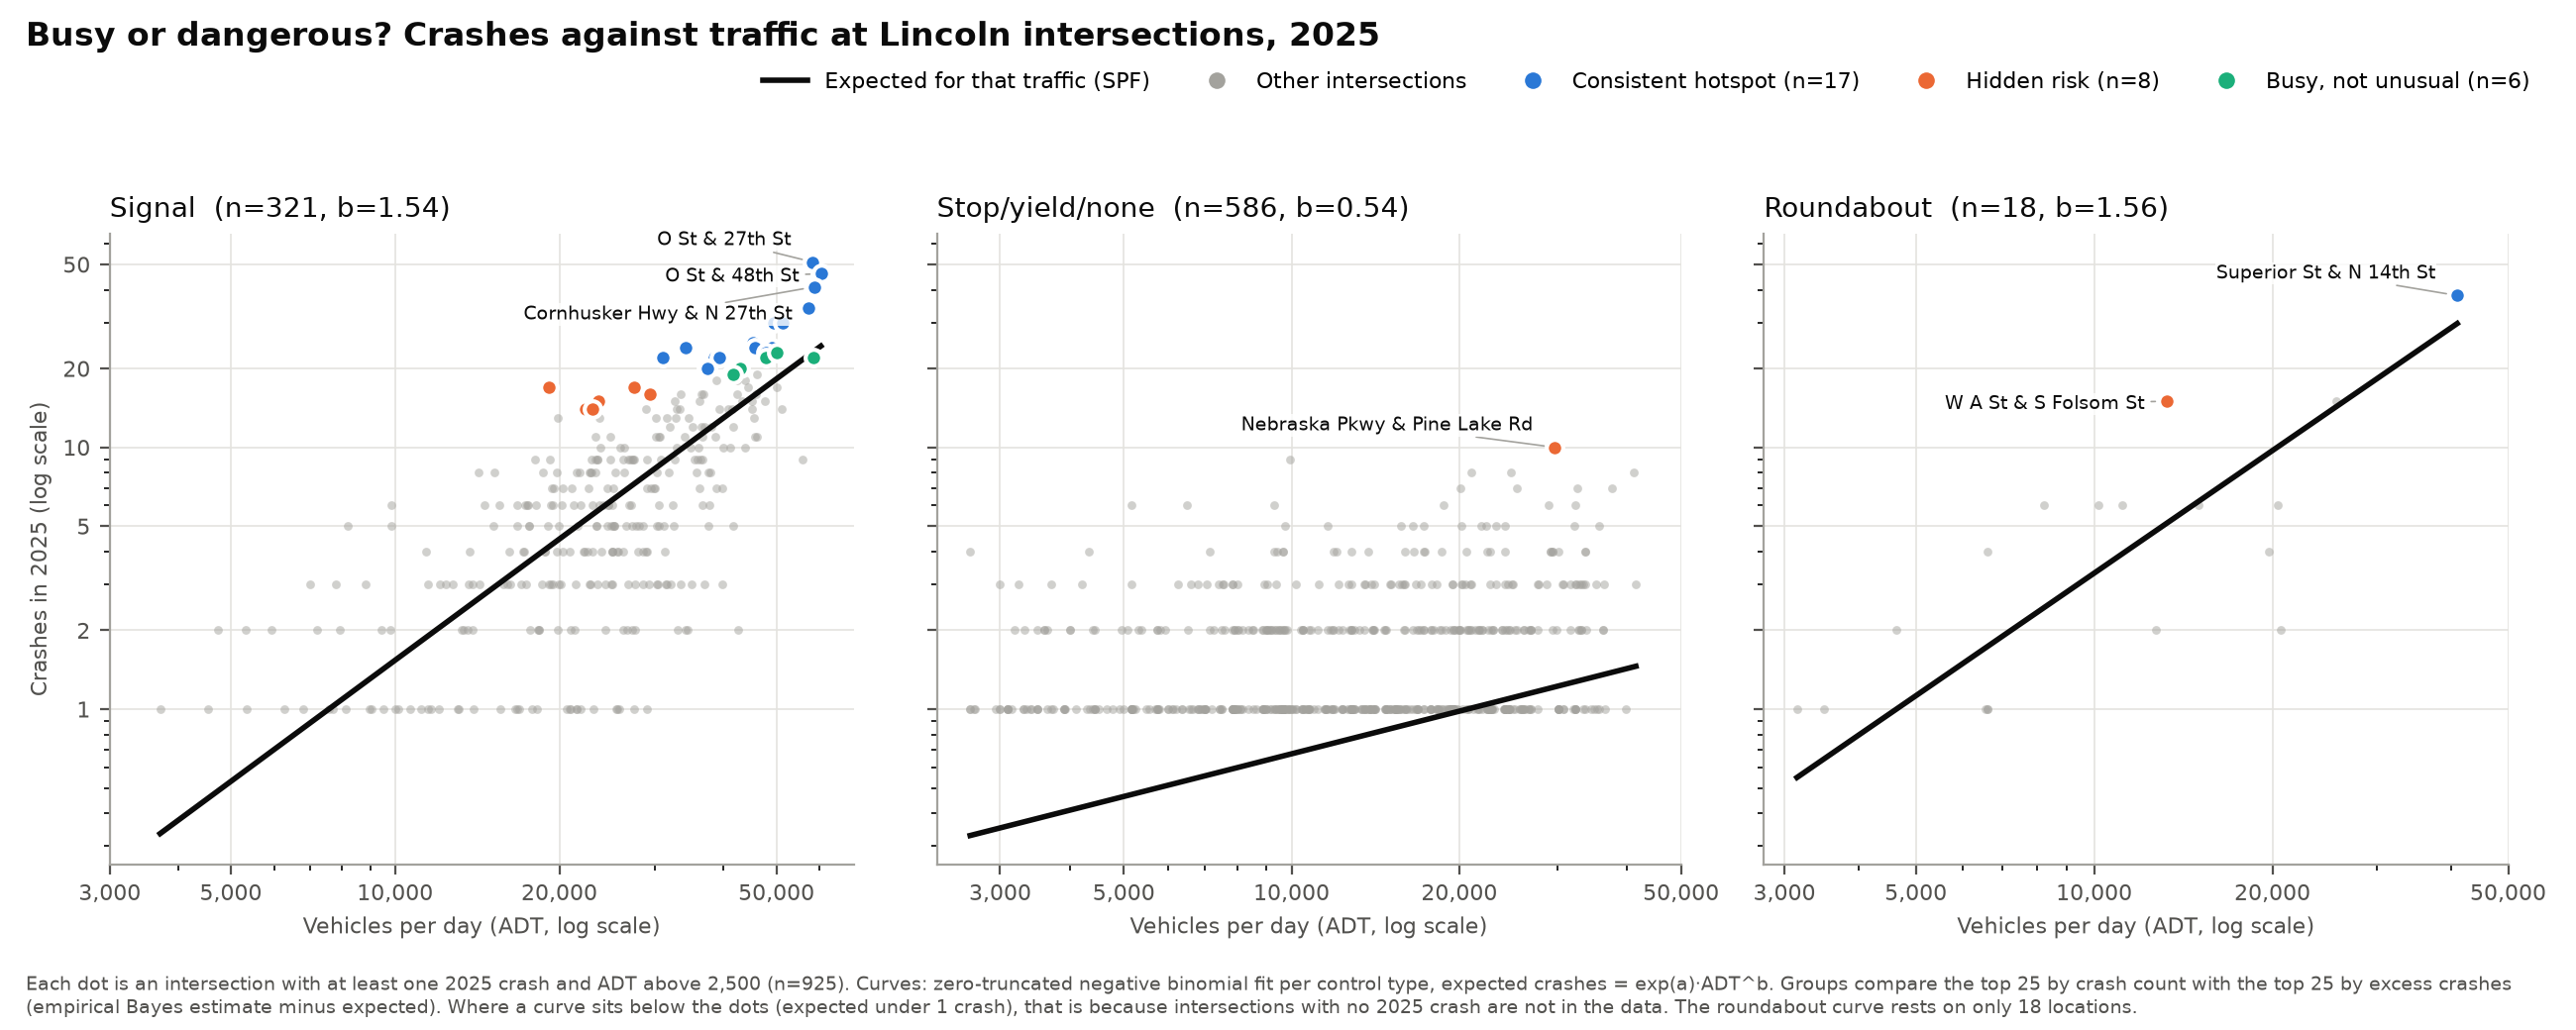 Busy or dangerous? Crashes against traffic at Lincoln intersections, 2025
Expected for that traffic (SPF)
Other intersections
Consistent hotspot (n=17)
Hidden risk (n=8)
Busy, not unusual (n=6)
Signal (n=321, b=1.54)
O St & 27th St
O St & 48th St
Cornhusker Hwy & N 27th St
50
20
10
5
2
1
Crashes in 2025 (log scale)
3,000
5,000
10,000
20,000
50,000
Vehicles per day (ADT, log scale)
Stop/yield/none (n=586, b=0.54)
Nebraska Pkwy & Pine Lake Rd
3,000
5,000
10,000
20,000
50,000
Vehicles per day (ADT, log scale)
Roundabout (n=18, b=1.56)
Superior St & N 14th St
W A St & S Folsom St
3,000
5,000
10,000
20,000
50,000
Vehicles per day (ADT, log scale)
Each dot is an intersection with at least one 2025 crash and ADT above 2,500 (n=925). Curves: zero-truncated negative binomial fit per control type, expected crashes = exp(a)·ADT^b. Groups compare the top 25 by crash count with the top 25 by excess crashes
(empirical Bayes estimate minus expected). Where a curve sits below the dots (expected under 1 crash), that is because intersections with no 2025 crash are not in the data. The roundabout curve rests on only 18 locations.